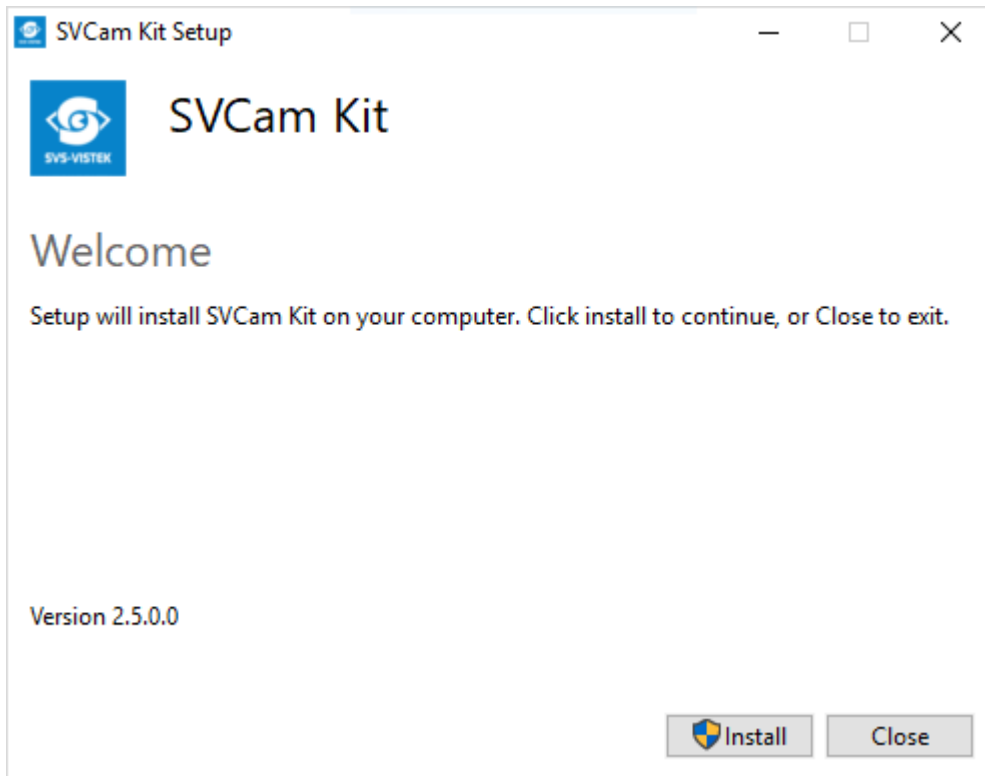 SVCam Kit Setup
SVCam Kit
SVS-VISTEK
Welcome
Setup will install SVCam Kit on your computer. Click install to continue, or Close to exit.
Version 2.5.0.0
Install
Close